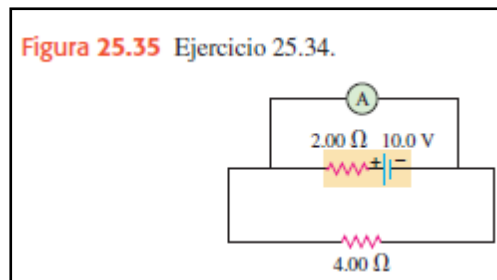 Figura 25.35 Ejercicio 25.34.
A
2.00 Ω 10.0 V
+ −
4.00 Ω